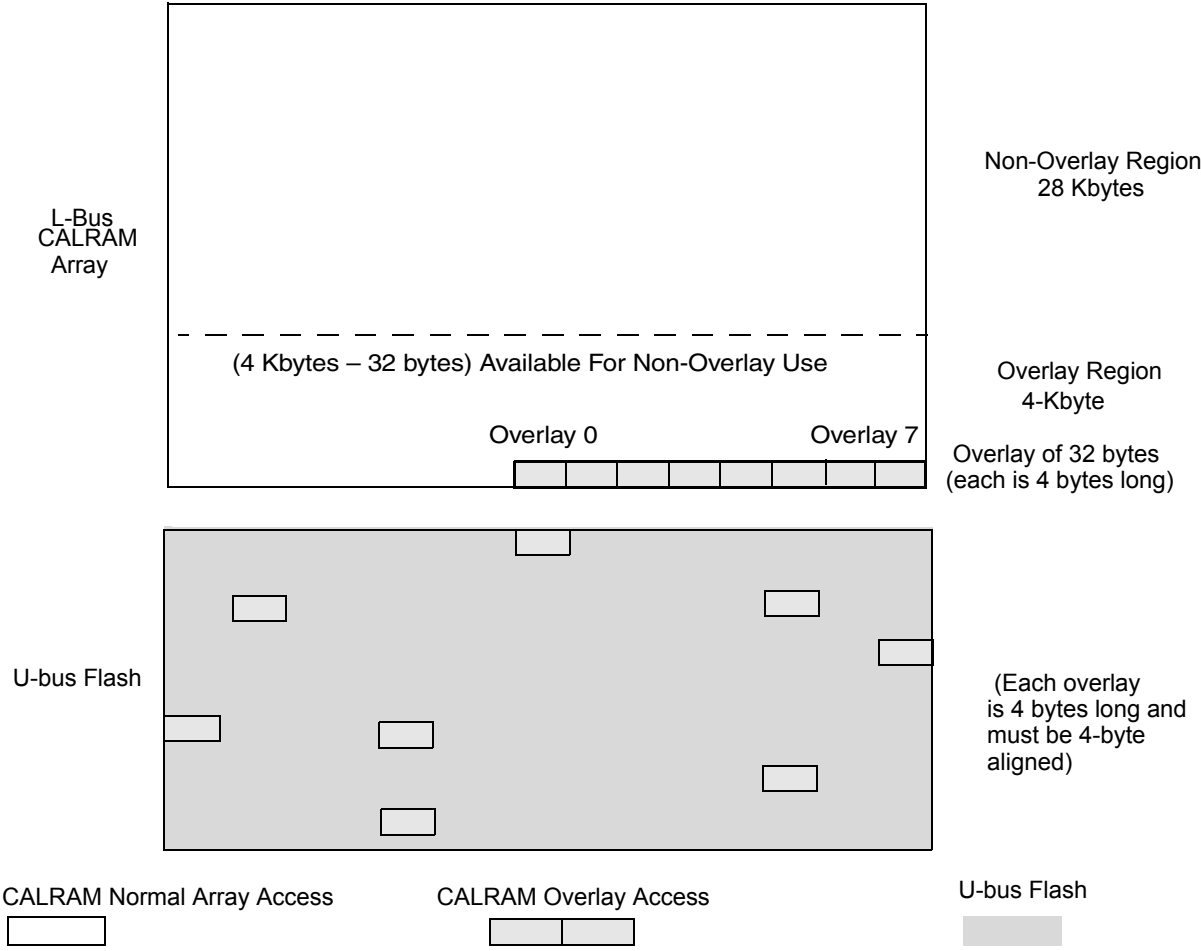 Non-Overlay Region
28 Kbytes
L-Bus
CALRAM
Array
(4 Kbytes – 32 bytes) Available For Non-Overlay Use
Overlay Region
4-Kbyte
Overlay 0
Overlay 7
Overlay of 32 bytes
(each is 4 bytes long)
U-bus Flash
(Each overlay
is 4 bytes long and
must be 4-byte
aligned)
CALRAM Normal Array Access
CALRAM Overlay Access
U-bus Flash